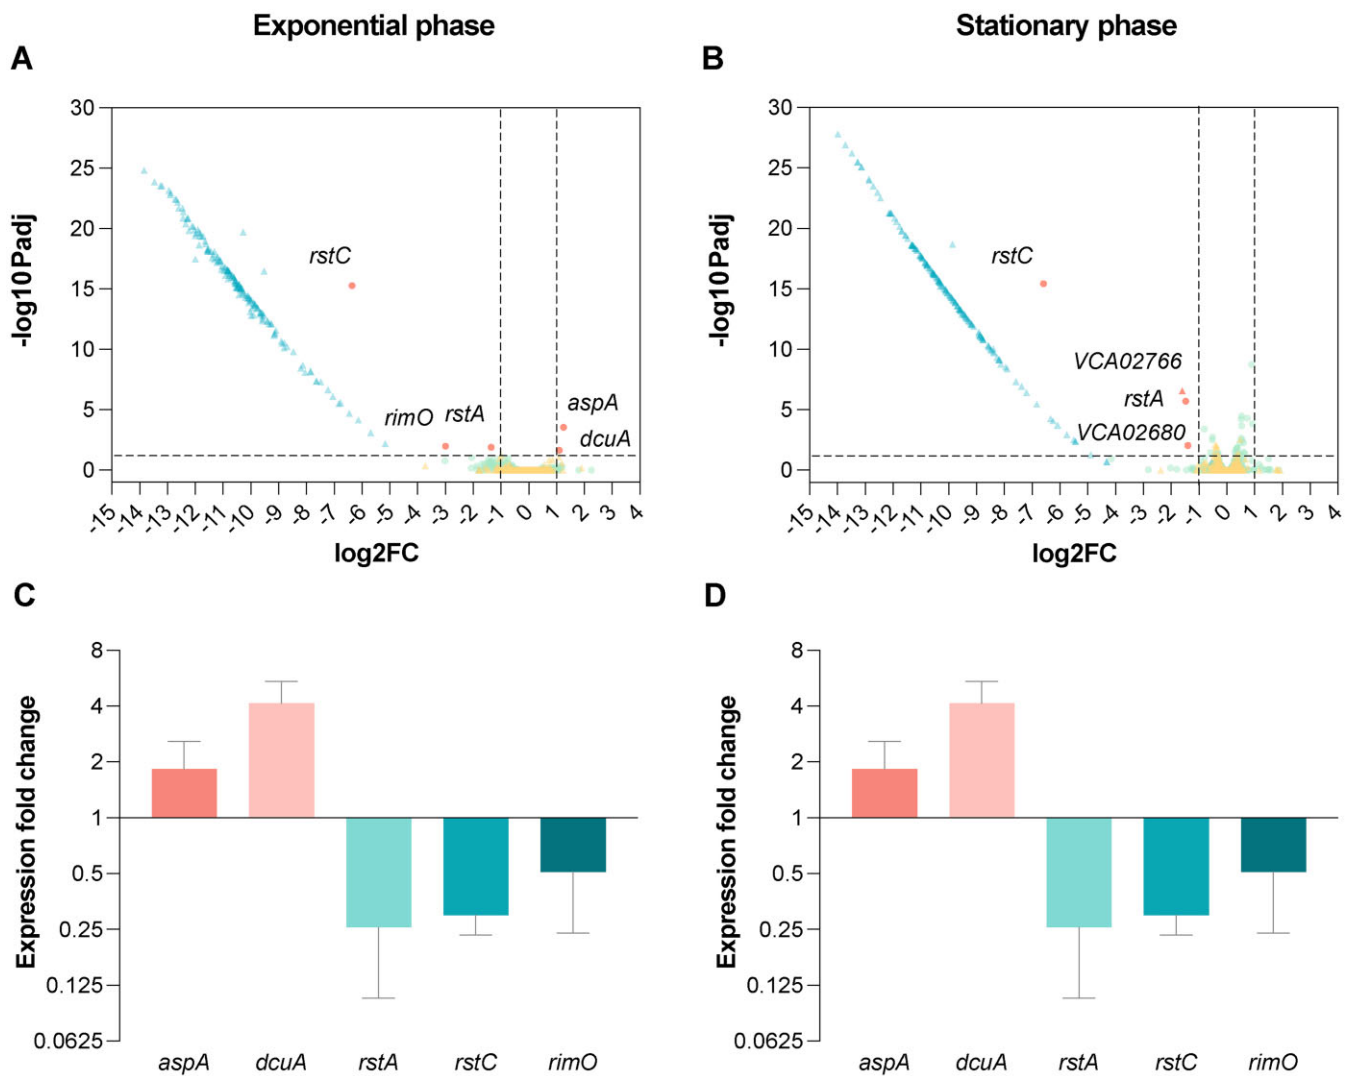 Exponential phase
Stationary phase
A
B
30
25
20
15
10
5
0
-log10Padj
rstC
rimO
rstA
aspA
dcuA
-15 -14 -13 -12 -11 -10 -9 -8 -7 -6 -5 -4 -3 -2 -1 0 1 2 3 4
log2FC
30
25
20
15
10
5
0
-log10Padj
rstC
VCA02766
rstA
VCA02680
-15 -14 -13 -12 -11 -10 -9 -8 -7 -6 -5 -4 -3 -2 -1 0 1 2 3 4
log2FC
C
D
8
4
2
1
0.5
0.25
0.125
0.0625
Expression fold change
aspA dcuA rstA rstC rimO
8
4
2
1
0.5
0.25
0.125
0.0625
Expression fold change
aspA dcuA rstA rstC rimO